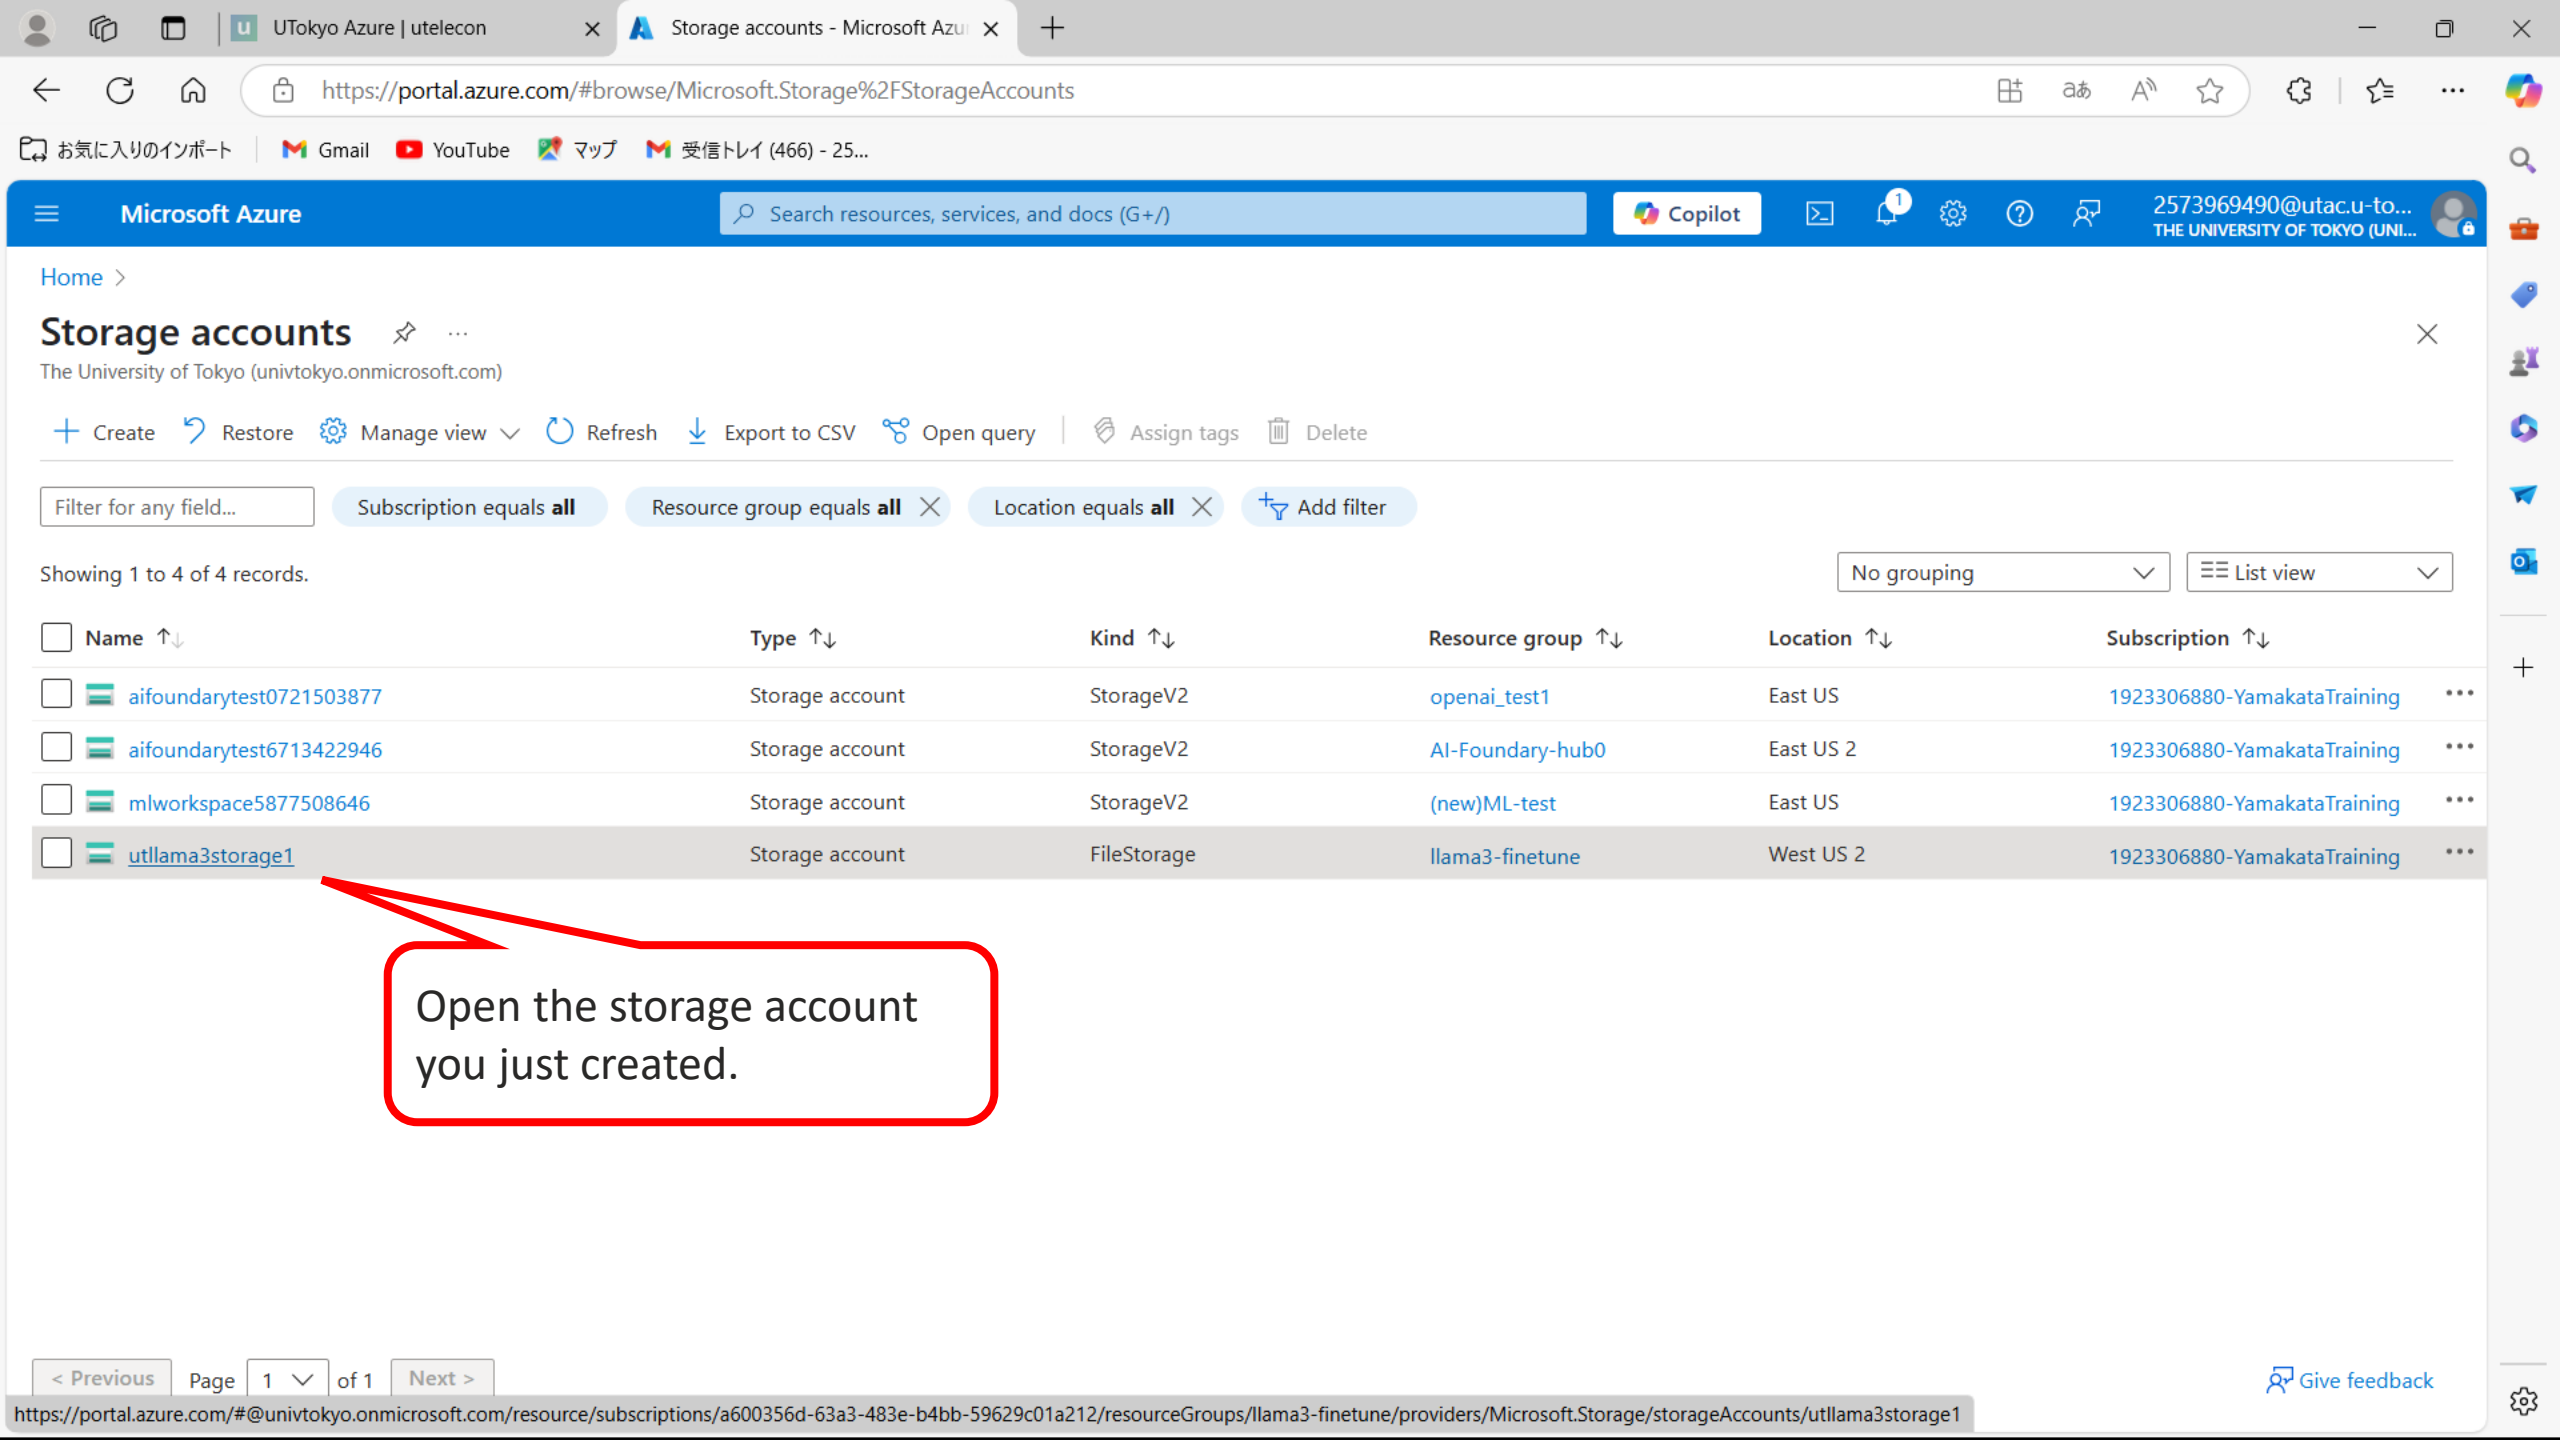 UTokyo Azure | utelecon
Storage accounts - Microsoft Azu
https://portal.azure.com/#browse/Microsoft.Storage%2FStorageAccounts
お気に入りのインポート Gmail YouTube マップ 受信トレイ (466) - 25...
Microsoft Azure
Search resources, services, and docs (G+/)
Copilot
1
2573969490@utac.u-to...
THE UNIVERSITY OF TOKYO (UNI...
Home >
Storage accounts
The University of Tokyo (univtokyo.onmicrosoft.com)
Create Restore Manage view Refresh Export to CSV Open query Assign tags Delete
Filter for any field... Subscription equals all Resource group equals all Location equals all Add filter
Showing 1 to 4 of 4 records. No grouping List view
Name Type Kind Resource group Location Subscription
aifoundarytest0721503877 Storage account StorageV2 openai_test1 East US 1923306880-YamakataTraining
aifoundarytest6713422946 Storage account StorageV2 AI-Foundary-hub0 East US 2 1923306880-YamakataTraining
mlworkspace5877508646 Storage account StorageV2 (new)ML-test East US 1923306880-YamakataTraining
utllama3storage1 Storage account FileStorage llama3-finetune West US 2 1923306880-YamakataTraining
Open the storage account
you just created.
< Previous Page 1 of 1 Next >
Give feedback
https://portal.azure.com/#@univtokyo.onmicrosoft.com/resource/subscriptions/a600356d-63a3-483e-b4bb-59629c01a212/resourceGroups/llama3-finetune/providers/Microsoft.Storage/storageAccounts/utllama3storage1